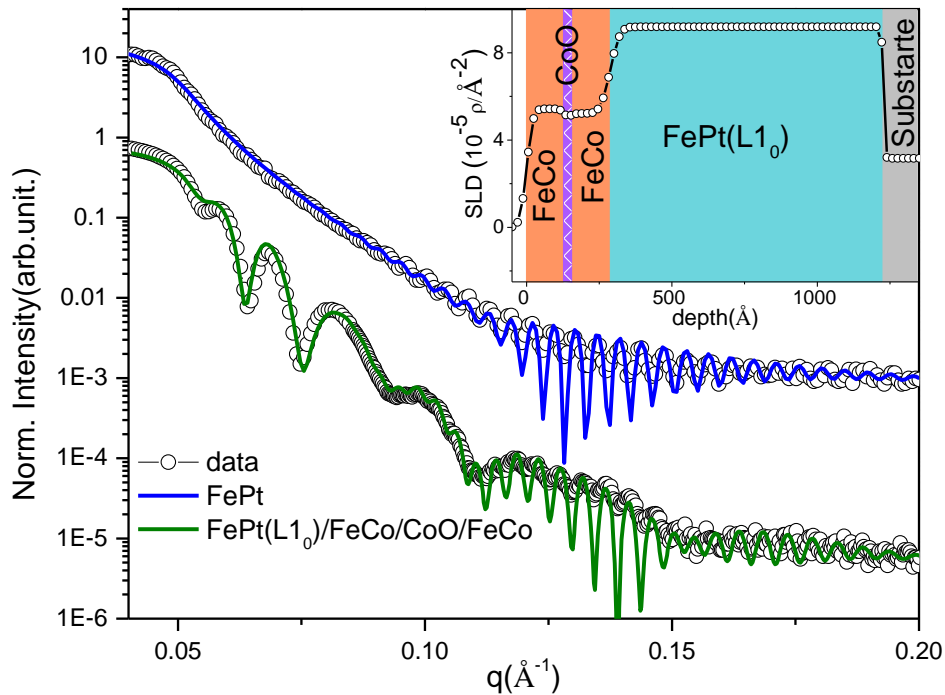 10
1
0.1
0.01
1E-3
1E-4
1E-5
1E-6
Norm. Intensity(arb.unit.)
0.05
0.10
0.15
0.20
q(Å⁻¹)
data
FePt
FePt(L1₀)/FeCo/CoO/FeCo
8
4
0
SLD (10⁻⁵ ρ/Å⁻²)
0
500
1000
depth(Å)
FeCo
CoO
FeCo
FePt(L1₀)
Substarte